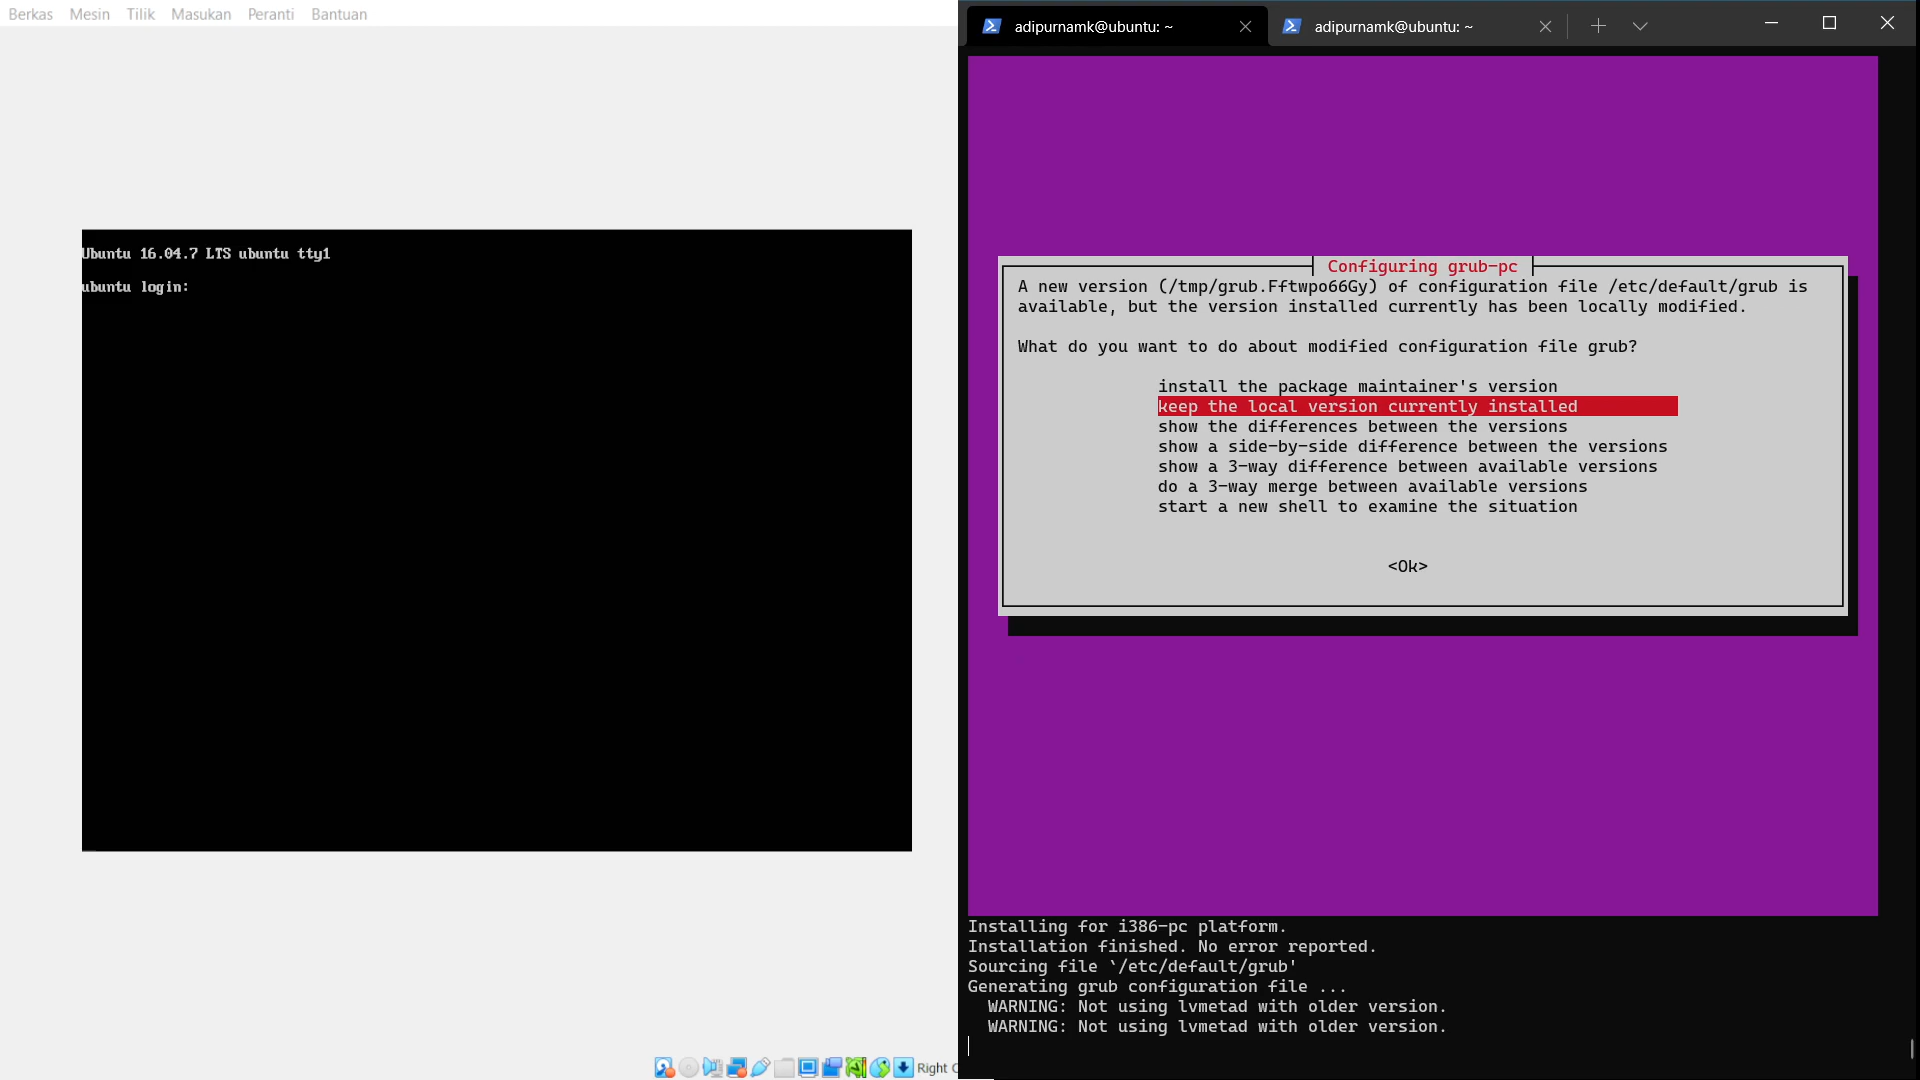 Berkas Mesin Tilik Masukan Peranti Bantuan
Ubuntu 16.04.7 LTS ubuntu tty1
ubuntu login:
adipurnamk@ubuntu: ~
adipurnamk@ubuntu: ~
Configuring grub-pc
A new version (/tmp/grub.Fftwpo66Gy) of configuration file /etc/default/grub is
available, but the version installed currently has been locally modified.
What do you want to do about modified configuration file grub?
install the package maintainer's version
keep the local version currently installed
show the differences between the versions
show a side-by-side difference between the versions
show a 3-way difference between available versions
do a 3-way merge between available versions
start a new shell to examine the situation
<Ok>
Installing for i386-pc platform.
Installation finished. No error reported.
Sourcing file `/etc/default/grub'
Generating grub configuration file ...
WARNING: Not using lvmetad with older version.
WARNING: Not using lvmetad with older version.
Right